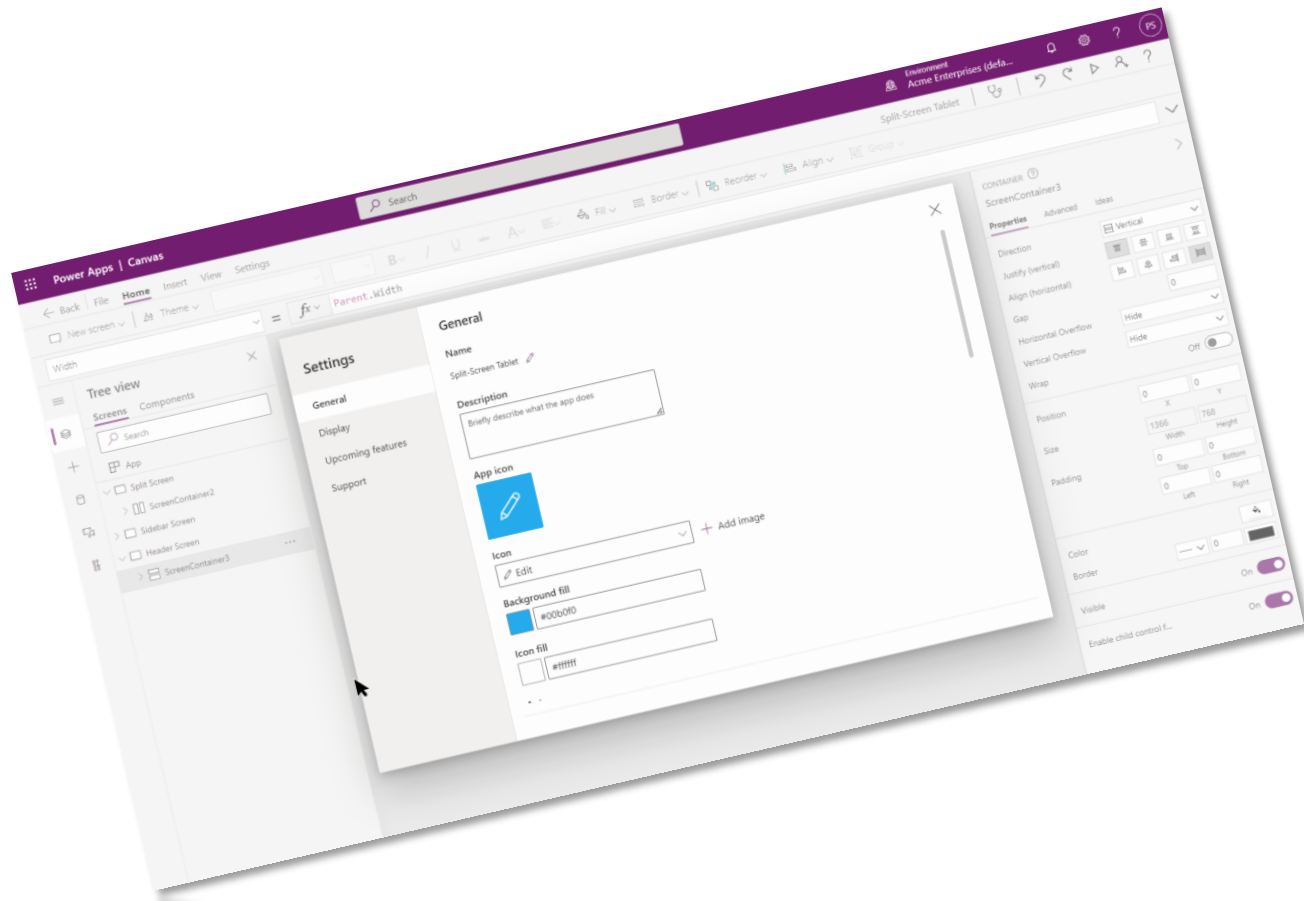 Power Apps | Canvas
Search
Environment
Acme Enterprises (defa...
?
PS
Back
File
Home
Insert
View
Settings
Split-Screen Tablet
?
New screen
Theme
B
I
U
abc
A
Fill
Border
Reorder
Align
Group
Width
=
fx
Parent.Width
Tree view
Screens
Components
Search
App
Split Screen
ScreenContainer2
Sidebar Screen
Header Screen
ScreenContainer3
...
Settings
General
Display
Upcoming features
Support
General
Name
Split-Screen Tablet
Description
Briefly describe what the app does
App icon
Icon
Edit
Add image
Background fill
#00b0f0
Icon fill
#ffffff
CONTAINER ?
ScreenContainer3
Properties
Advanced
Ideas
Direction
Vertical
Justify (vertical)
Align (horizontal)
Gap
0
Horizontal Overflow
Hide
Vertical Overflow
Hide
Wrap
Off
Position
0
0
X
Y
Size
1366
768
Width
Height
Padding
0
0
Top
Bottom
0
0
Left
Right
Color
Border
0
Visible
On
Enable child control f...
On